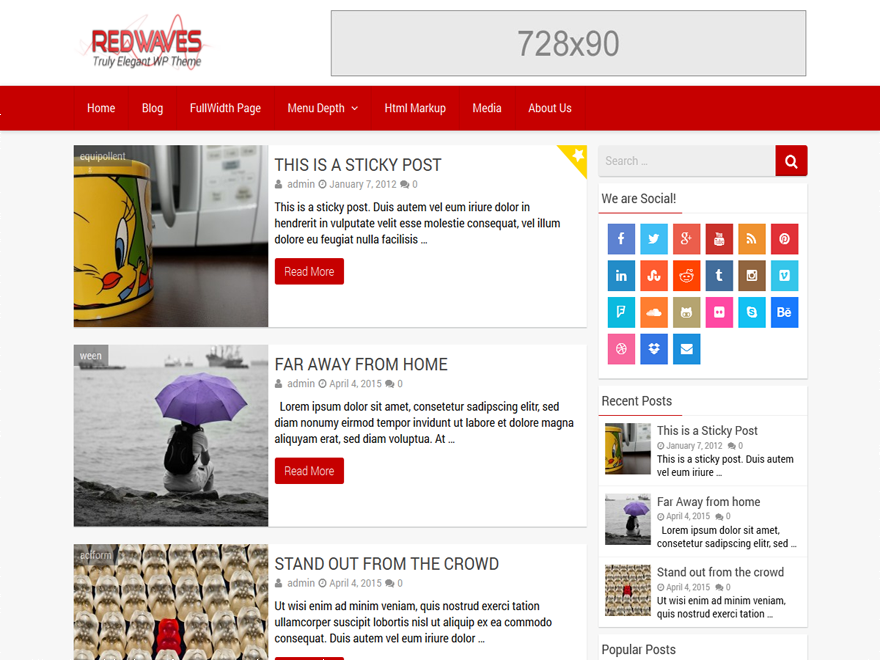 REDWAVES
Truly Elegant WP Theme
728x90
Home Blog FullWidth Page Menu Depth Html Markup Media About Us
equipollent
THIS IS A STICKY POST
admin January 7, 2012 0
This is a sticky post. Duis autem vel eum iriure dolor in
hendrerit in vulputate velit esse molestie consequat, vel illum
dolore eu feugiat nulla facilisis ...
Read More
ween
FAR AWAY FROM HOME
admin April 4, 2015 0
Lorem ipsum dolor sit amet, consetetur sadipscing elitr, sed
diam nonumy eirmod tempor invidunt ut labore et dolore magna
aliquyam erat, sed diam voluptua. At ...
Read More
aciform
STAND OUT FROM THE CROWD
admin April 4, 2015 0
Ut wisi enim ad minim veniam, quis nostrud exerci tation
ullamcorper suscipit lobortis nisl ut aliquip ex ea commodo
consequat. Duis autem vel eum iriure dolor ...
Search ...
We are Social!
You Tube
in
t
Bē
Recent Posts
This is a Sticky Post
January 7, 2012 0
This is a sticky post. Duis autem
vel eum iriure ...
Far Away from home
April 4, 2015 0
Lorem ipsum dolor sit amet,
consetetur sadipscing elitr, sed ...
Stand out from the crowd
April 4, 2015 0
Ut wisi enim ad minim veniam,
quis nostrud exerci tation ...
Popular Posts